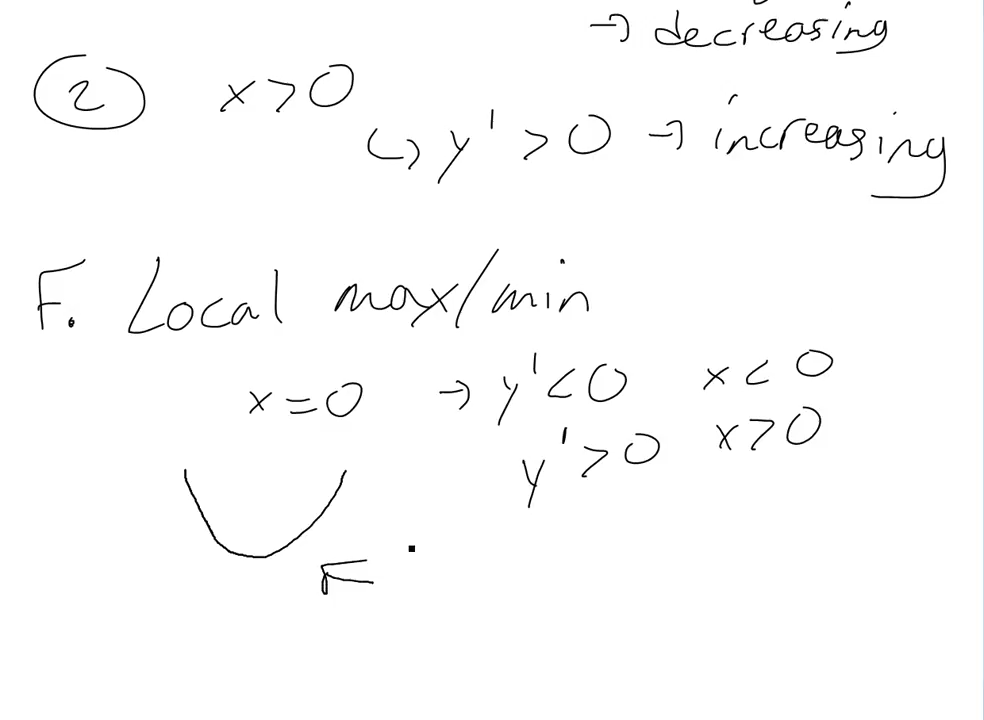 → decreasing
② x > 0
↪ y' > 0 → increasing
F. Local max/min
x = 0 → y' < 0 x < 0
y' > 0 x > 0